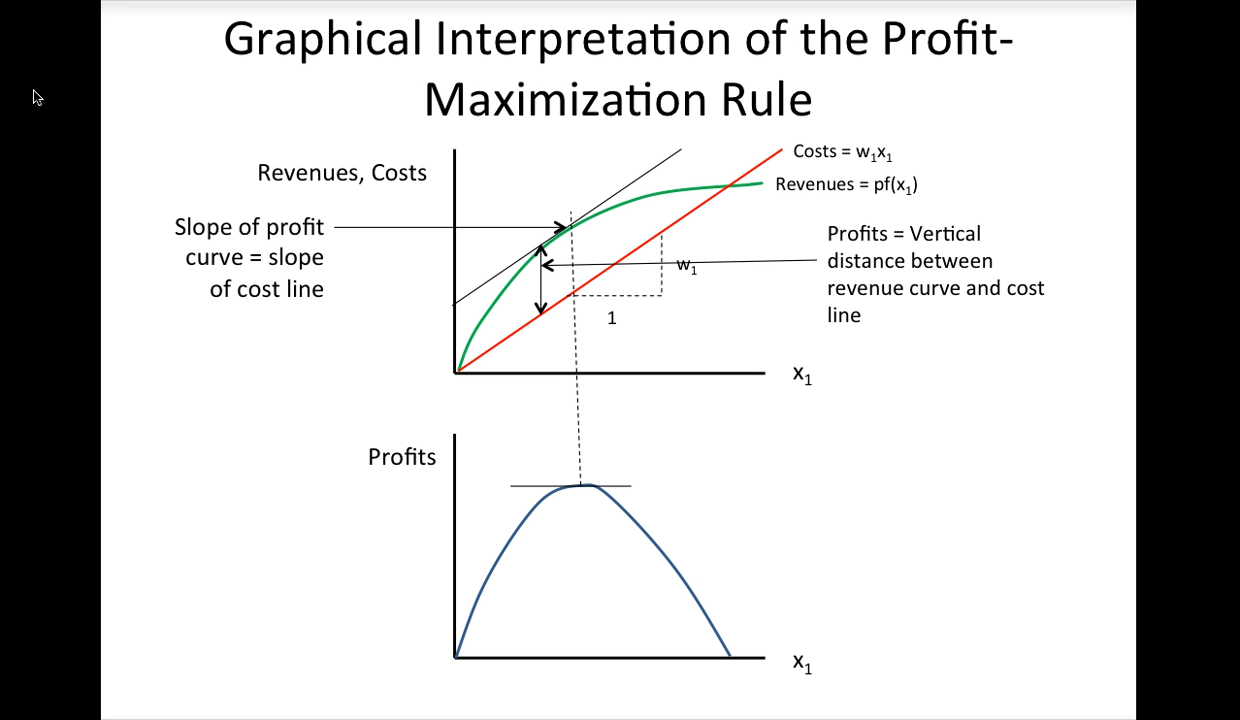 Graphical Interpretation of the Profit-
Maximization Rule
Revenues, Costs
Costs = w₁x₁
Revenues = pf(x₁)
Slope of profit
curve = slope
of cost line
Profits = Vertical
distance between
revenue curve and cost
line
w₁
1
x₁
Profits
x₁